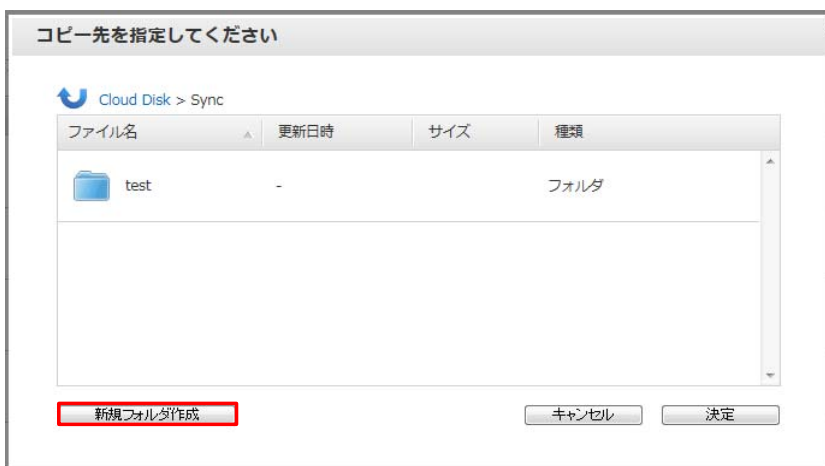 コピー先を指定してください
Cloud Disk > Sync
ファイル名 更新日時 サイズ 種類
test - フォルダ
新規フォルダ作成 キャンセル 決定